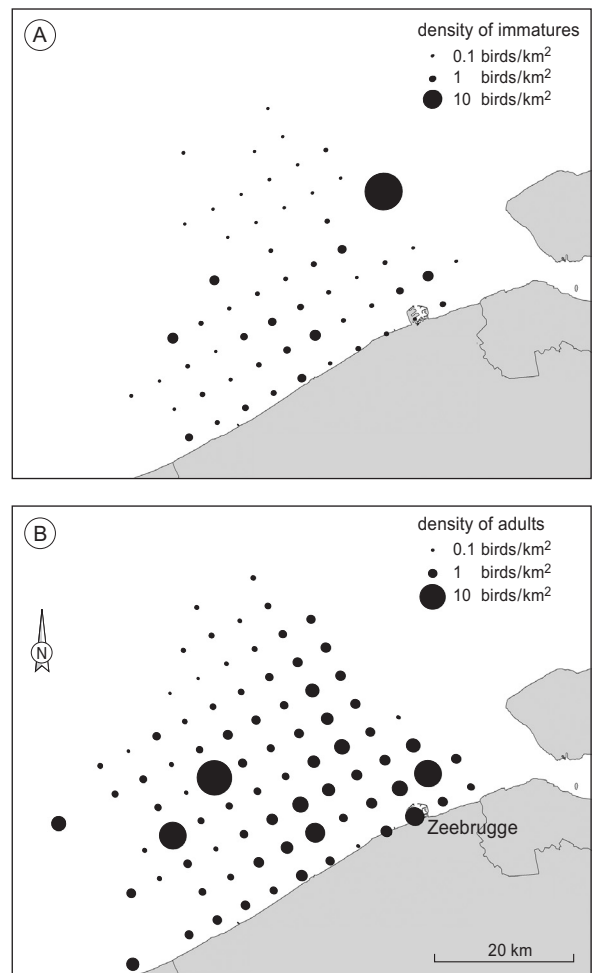 A
density of immatures
0.1 birds/km²
1 birds/km²
10 birds/km²
B
density of adults
0.1 birds/km²
1 birds/km²
10 birds/km²
N
Zeebrugge
20 km